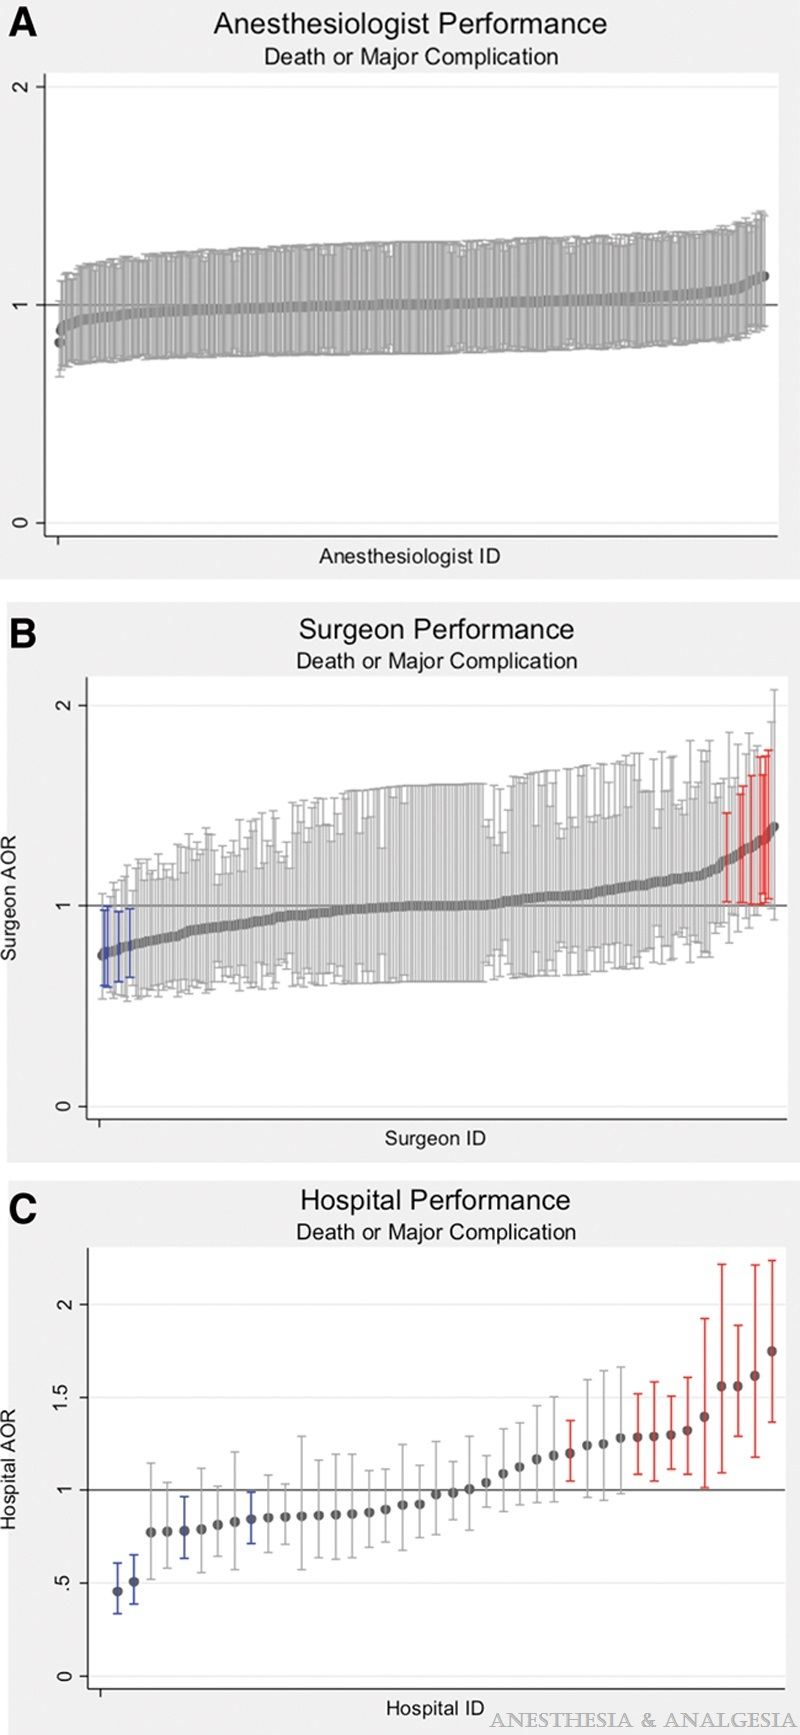 A
Anesthesiologist Performance
Death or Major Complication
2
1
0
Anesthesiologist ID
B
Surgeon Performance
Death or Major Complication
2
Surgeon AOR
1
0
Surgeon ID
C
Hospital Performance
Death or Major Complication
2
1.5
Hospital AOR
1
.5
0
Hospital ID
ANESTHESIA & ANALGESIA